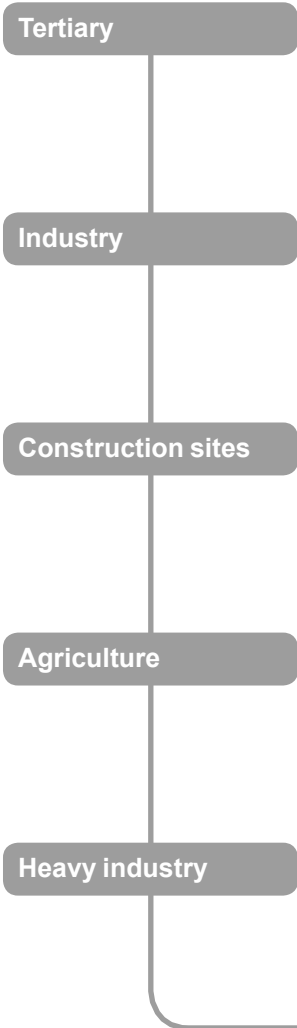 Tertiary
Industry
Construction sites
Agriculture
Heavy industry